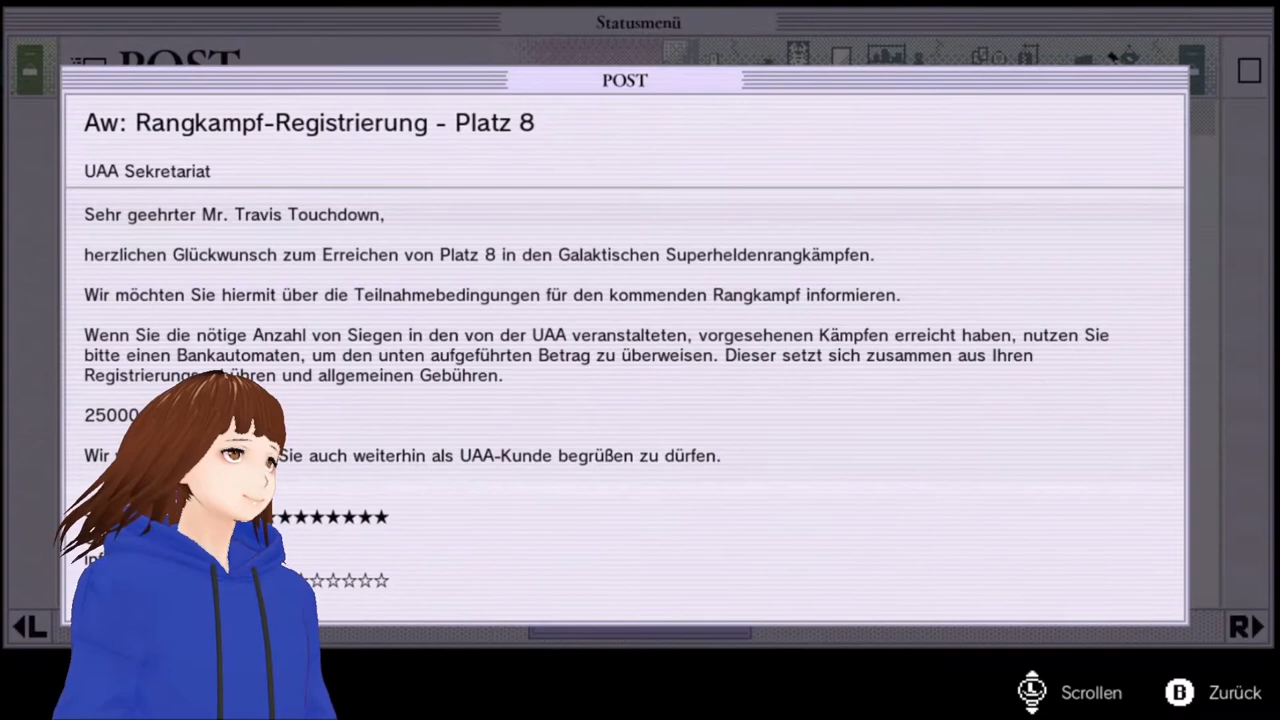 Statusmenü
POST
POST
Aw: Rangkampf-Registrierung - Platz 8
UAA Sekretariat
Sehr geehrter Mr. Travis Touchdown,
herzlichen Glückwunsch zum Erreichen von Platz 8 in den Galaktischen Superheldenrangkämpfen.
Wir möchten Sie hiermit über die Teilnahmebedingungen für den kommenden Rangkampf informieren.
Wenn Sie die nötige Anzahl von Siegen in den von der UAA veranstalteten, vorgesehenen Kämpfen erreicht haben, nutzen Sie
bitte einen Bankautomaten, um den unten aufgeführten Betrag zu überweisen. Dieser setzt sich zusammen aus Ihren
und allgemeinen Gebühren.
25000
Wir Sie auch weiterhin als UAA-Kunde begrüßen zu dürfen.
★★★★★★★
☆☆☆☆☆
L
R
Scrollen
B Zurück